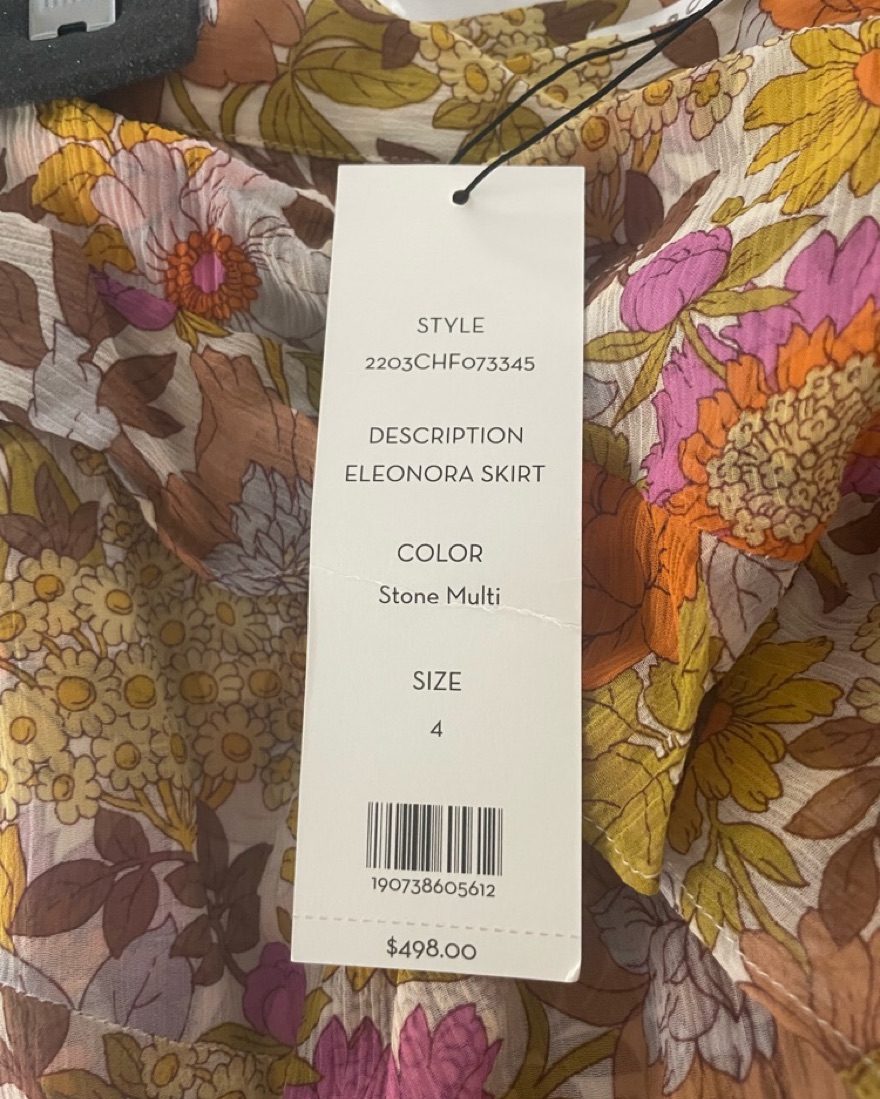 STYLE
2203CHF073345
DESCRIPTION
ELEONORA SKIRT
COLOR
Stone Multi
SIZE
4
190738605612
$498.00